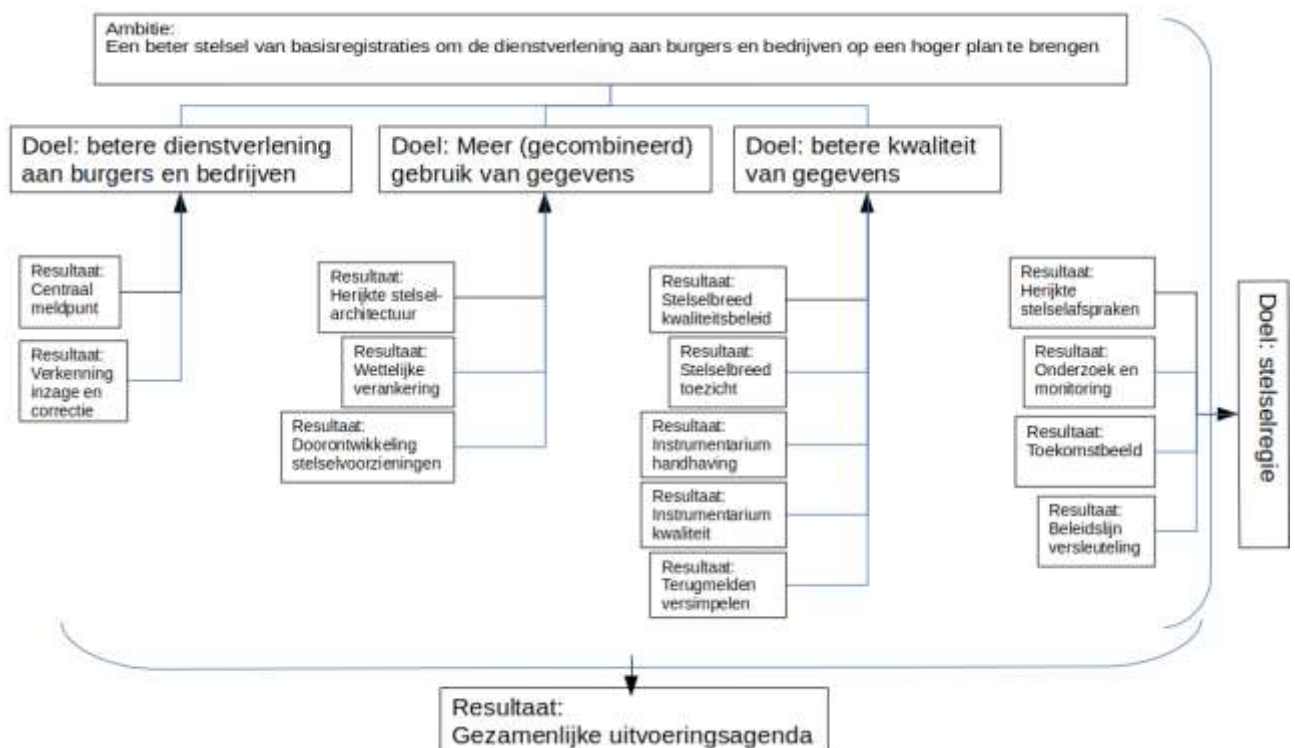 Ambitie:
Een beter stelsel van basisregistraties om de dienstverlening aan burgers en bedrijven op een hoger plan te brengen
Doel: betere dienstverlening
aan burgers en bedrijven
Doel: Meer (gecombineerd)
gebruik van gegevens
Doel: betere kwaliteit
van gegevens
Resultaat:
Centraal
meldpunt
Resultaat:
Verkenning
inzage en
correctie
Resultaat:
Herijkte stelsel-
architectuur
Resultaat:
Wettelijke
verankering
Resultaat:
Doorontwikkeling
stelselvoorzieningen
Resultaat:
Stelselbreed
kwaliteitsbeleid
Resultaat:
Stelselbreed
toezicht
Resultaat:
Instrumentarium
handhaving
Resultaat:
Instrumentarium
kwaliteit
Resultaat:
Terugmelden
versimpelen
Resultaat:
Herijkte
stelselafspraken
Resultaat:
Onderzoek en
monitoring
Resultaat:
Toekomstbeeld
Resultaat:
Beleidslijn
versleuteling
Doel: stelselregie
Resultaat:
Gezamenlijke uitvoeringsagenda